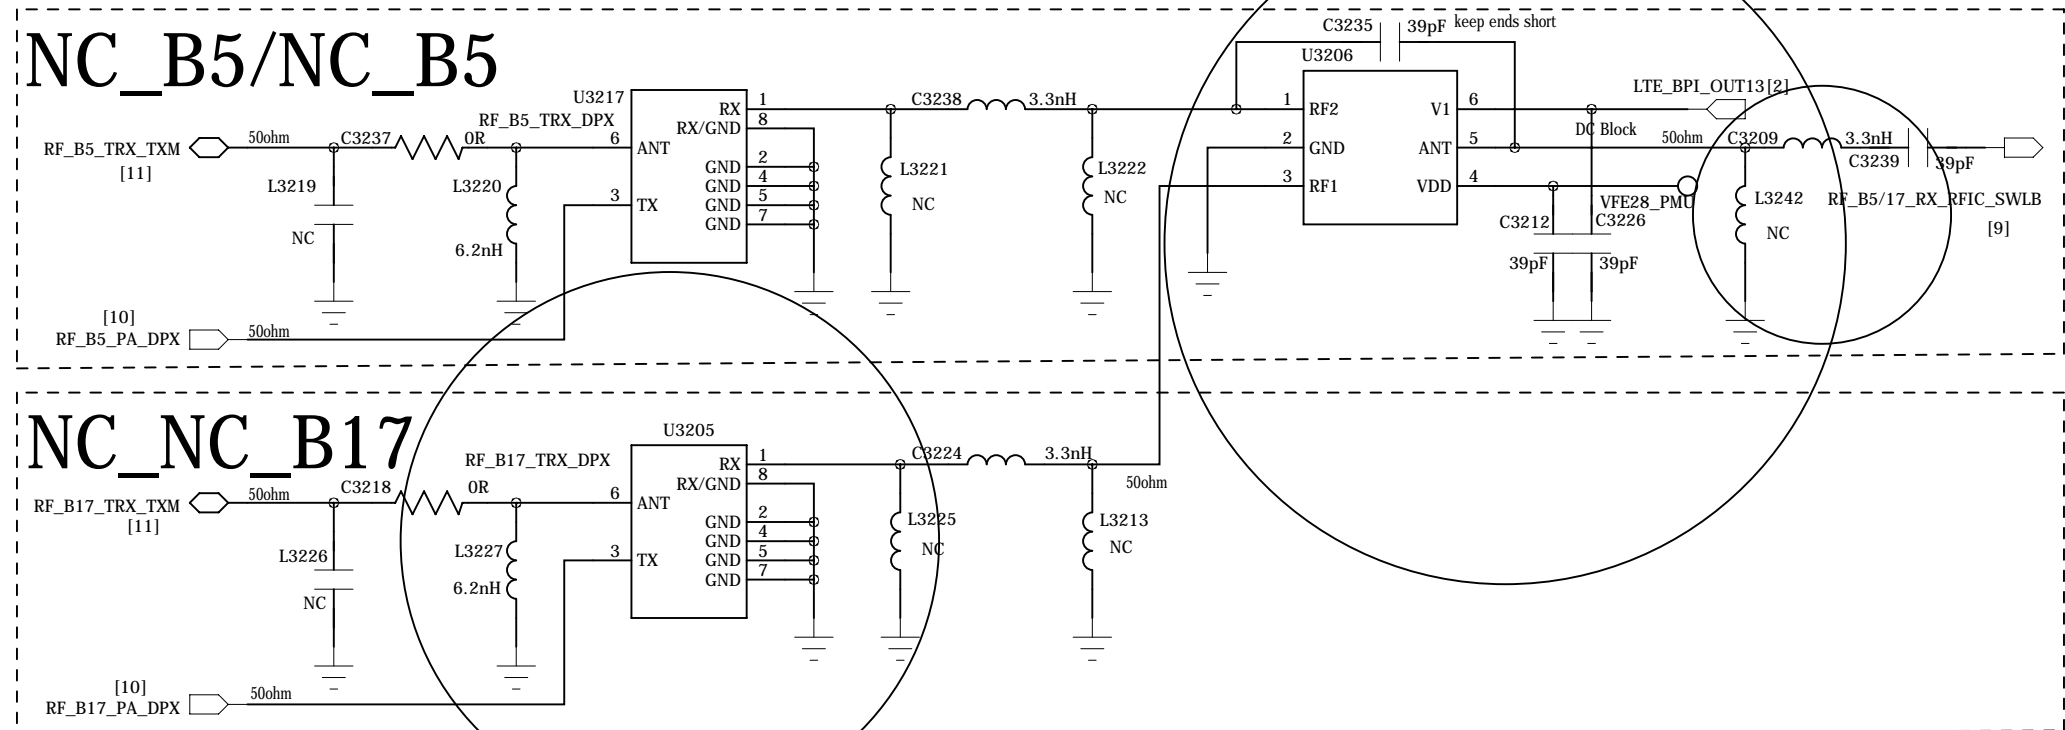 NC_B5/NC_B5
C3235 39pF keep ends short
U3206
U3217
RF_B5_TRX_DPX
RF_B5_TRX_TXM
[11]
50ohm
C3237
0R
L3219
NC
L3220
6.2nH
6 ANT
3 TX
RX 1
RX/GND 8
GND 2
GND 4
GND 5
GND 7
[10]
RF_B5_PA_DPX
50ohm
C3238 3.3nH
L3221
NC
L3222
NC
1 RF2
2 GND
3 RF1
V1 6
ANT 5
VDD 4
LTE_BPI_OUT13[2]
DC Block
50ohm
C3209 3.3nH
C3239 39pF
VFE28_PMU
C3212
39pF
C3226
39pF
L3242
NC
RF_B5/17_RX_RFIC_SWLB
[9]
NC_NC_B17
U3205
RF_B17_TRX_DPX
RF_B17_TRX_TXM
[11]
50ohm
C3218
0R
L3226
NC
L3227
6.2nH
6 ANT
3 TX
RX 1
RX/GND 8
GND 2
GND 4
GND 5
GND 7
C3224 3.3nH
50ohm
L3225
NC
L3213
NC
[10]
RF_B17_PA_DPX
50ohm